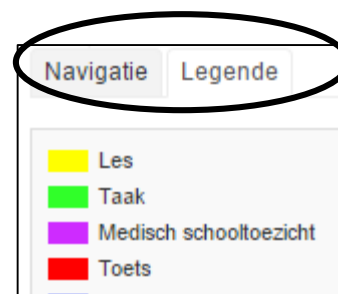 Navigatie Legende
Les
Taak
Medisch schooltoezicht
Toets